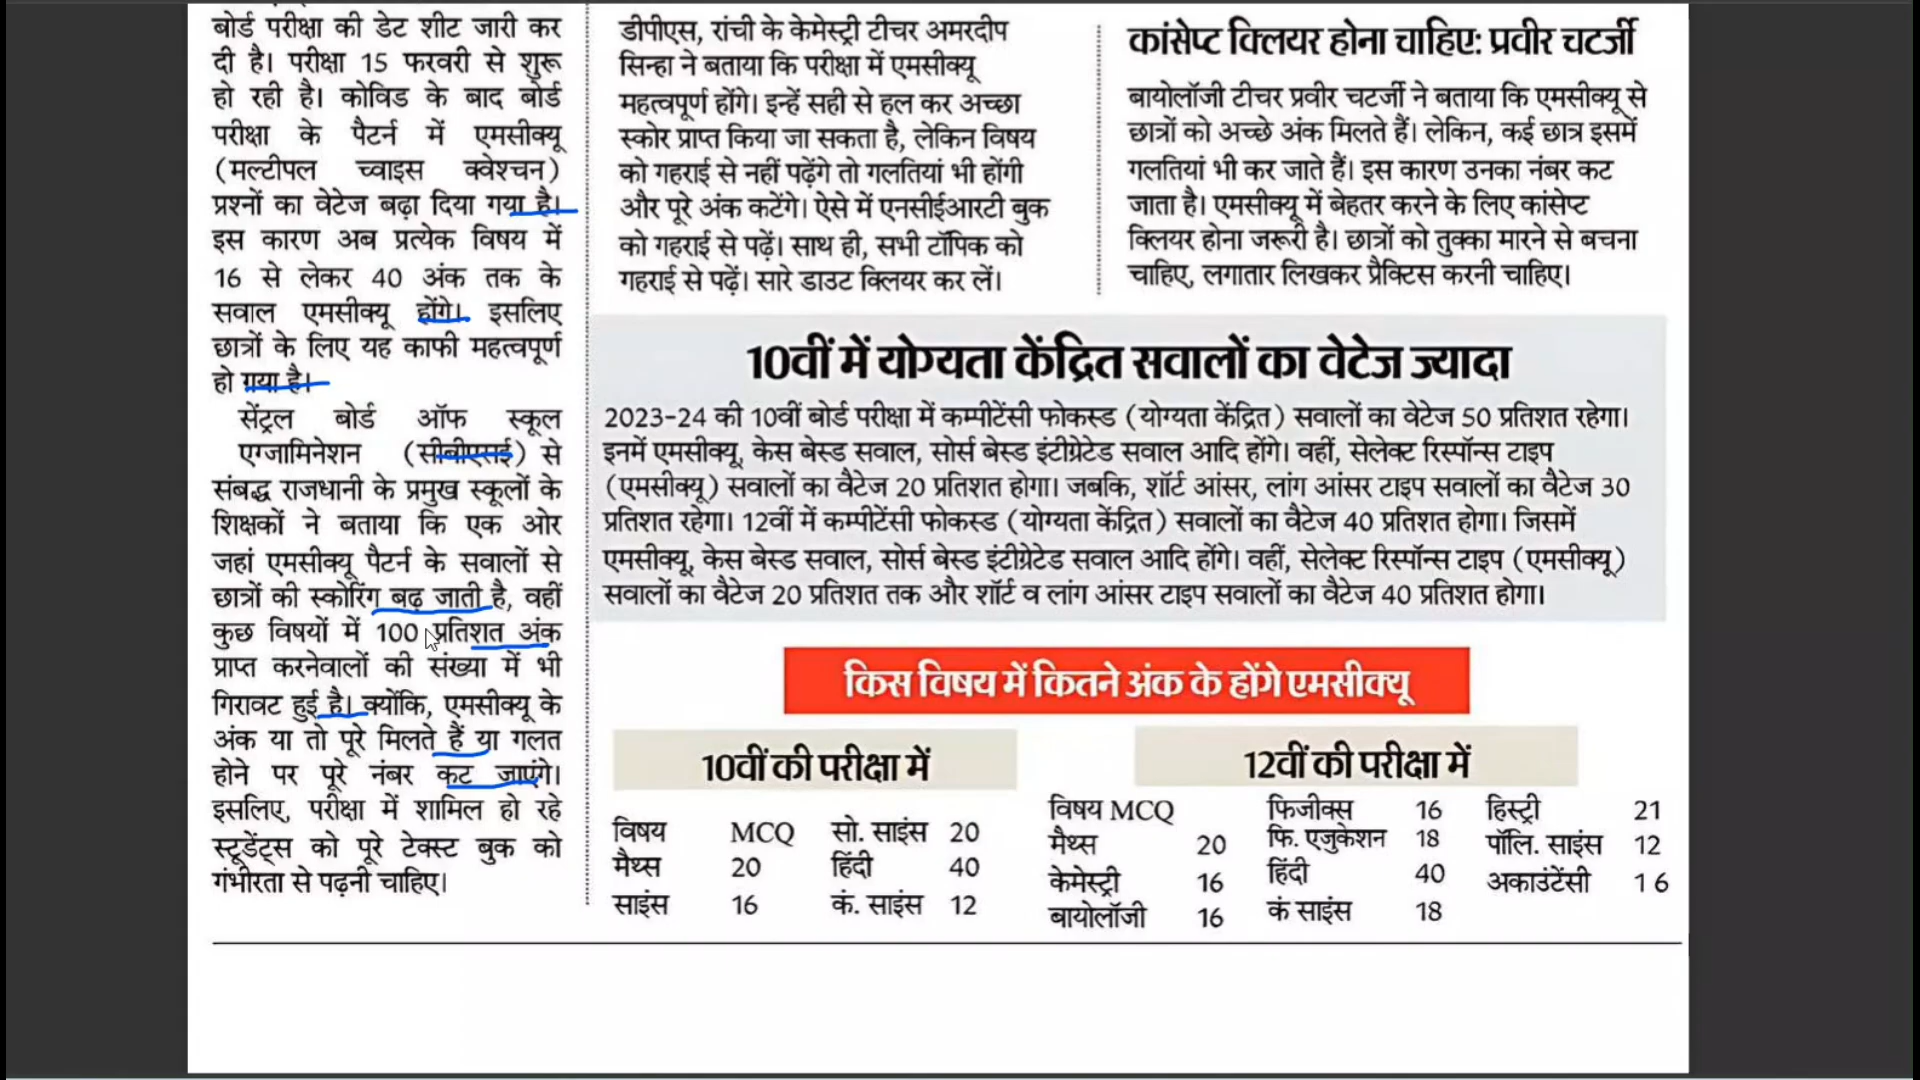 बोर्ड परीक्षा की डेट शीट जारी कर
दी है। परीक्षा 15 फरवरी से शुरू
हो रही है। कोविड के बाद बोर्ड
परीक्षा के पैटर्न में एमसीक्यू
(मल्टीपल च्वाइस क्वेश्चन)
प्रश्नों का वेटेज बढ़ा दिया गया है।
इस कारण अब प्रत्येक विषय में
16 से लेकर 40 अंक तक के
सवाल एमसीक्यू होंगे। इसलिए
छात्रों के लिए यह काफी महत्वपूर्ण
हो गया है।
सेंट्रल बोर्ड ऑफ स्कूल
एग्जामिनेशन (सीबीएसई) से
संबद्ध राजधानी के प्रमुख स्कूलों के
शिक्षकों ने बताया कि एक ओर
जहां एमसीक्यू पैटर्न के सवालों से
छात्रों की स्कोरिंग बढ़ जाती है, वहीं
कुछ विषयों में 100 प्रतिशत अंक
प्राप्त करनेवालों की संख्या में भी
गिरावट हुई है। क्योंकि, एमसीक्यू के
अंक या तो पूरे मिलते हैं या गलत
होने पर पूरे नंबर कट जाएंगे।
इसलिए, परीक्षा में शामिल हो रहे
स्टूडेंट्स को पूरे टेक्स्ट बुक को
गंभीरता से पढ़नी चाहिए।
डीपीएस, रांची के केमेस्ट्री टीचर अमरदीप
सिन्हा ने बताया कि परीक्षा में एमसीक्यू
महत्वपूर्ण होंगे। इन्हें सही से हल कर अच्छा
स्कोर प्राप्त किया जा सकता है, लेकिन विषय
को गहराई से नहीं पढ़ेंगे तो गलतियां भी होंगी
और पूरे अंक कटेंगे। ऐसे में एनसीईआरटी बुक
को गहराई से पढ़ें। साथ ही, सभी टॉपिक को
गहराई से पढ़ें। सारे डाउट क्लियर कर लें।
कांसेप्ट क्लियर होना चाहिए: प्रवीर चटर्जी
बायोलॉजी टीचर प्रवीर चटर्जी ने बताया कि एमसीक्यू से
छात्रों को अच्छे अंक मिलते हैं। लेकिन, कई छात्र इसमें
गलतियां भी कर जाते हैं। इस कारण उनका नंबर कट
जाता है। एमसीक्यू में बेहतर करने के लिए कांसेप्ट
क्लियर होना जरूरी है। छात्रों को तुक्का मारने से बचना
चाहिए, लगातार लिखकर प्रैक्टिस करनी चाहिए।
10वीं में योग्यता केंद्रित सवालों का वेटेज ज्यादा
2023-24 की 10वीं बोर्ड परीक्षा में कम्पीटेंसी फोकस्ड (योग्यता केंद्रित) सवालों का वेटेज 50 प्रतिशत रहेगा।
इनमें एमसीक्यू, केस बेस्ड सवाल, सोर्स बेस्ड इंटीग्रेटेड सवाल आदि होंगे। वहीं, सेलेक्ट रिस्पॉन्स टाइप
(एमसीक्यू) सवालों का वैटेज 20 प्रतिशत होगा। जबकि, शॉर्ट आंसर, लांग आंसर टाइप सवालों का वैटेज 30
प्रतिशत रहेगा। 12वीं में कम्पीटेंसी फोकस्ड (योग्यता केंद्रित) सवालों का वैटेज 40 प्रतिशत होगा। जिसमें
एमसीक्यू, केस बेस्ड सवाल, सोर्स बेस्ड इंटीग्रेटेड सवाल आदि होंगे। वहीं, सेलेक्ट रिस्पॉन्स टाइप (एमसीक्यू)
सवालों का वैटेज 20 प्रतिशत तक और शॉर्ट व लांग आंसर टाइप सवालों का वैटेज 40 प्रतिशत होगा।
किस विषय में कितने अंक के होंगे एमसीक्यू
10वीं की परीक्षा में
विषय MCQ सो. साइंस 20
मैथ्स 20 हिंदी 40
साइंस 16 कं. साइंस 12
12वीं की परीक्षा में
विषय MCQ फिजीक्स 16 हिस्ट्री 21
मैथ्स 20 फि. एजुकेशन 18 पॉलि. साइंस 12
केमेस्ट्री 16 हिंदी 40 अकाउंटेंसी 16
बायोलॉजी 16 कं साइंस 18